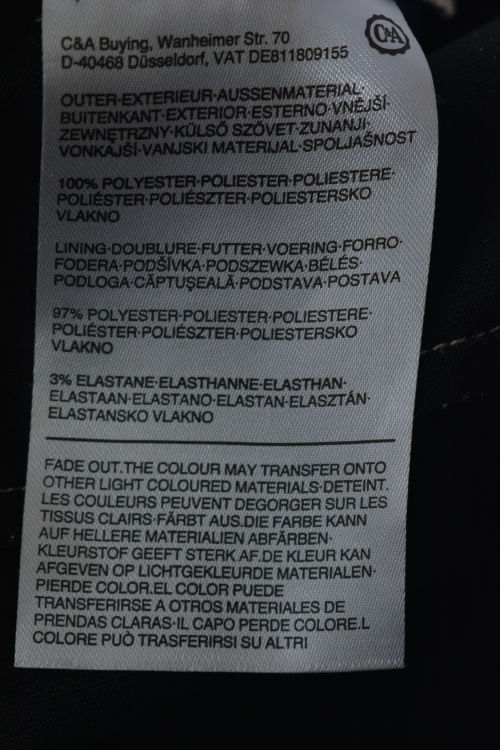 C&A Buying, Wanheimer Str. 70
D-40468 Düsseldorf, VAT DE811809155
C&A
OUTER·EXTERIEUR·AUSSENMATERIAL·
BUITENKANT·EXTERIOR·ESTERNO·VNĚJŠÍ·
ZEWNĘTRZNY·KÜLSŐ SZÖVET·ZUNANJI·
VONKAJŠÍ·VANJSKI MATERIJAL·SPOLJAŠNOST
100% POLYESTER·POLIESTER·POLIESTERE·
POLIÉSTER·POLIÉSZTER·POLIESTERSKO
VLAKNO
LINING·DOUBLURE·FUTTER·VOERING·FORRO·
FODERA·PODŠÍVKA·PODSZEWKA·BÉLÉS·
PODLOGA·CĂPTUŞEALĂ·PODSTAVA·POSTAVA
97% POLYESTER·POLIESTER·POLIESTERE·
POLIÉSTER·POLIÉSZTER·POLIESTERSKO
VLAKNO
3% ELASTANE·ELASTHANNE·ELASTHAN·
ELASTAAN·ELASTANO·ELASTAN·ELASZTÁN·
ELASTANSKO VLAKNO
FADE OUT.THE COLOUR MAY TRANSFER ONTO
OTHER LIGHT COLOURED MATERIALS·DETEINT.
LES COULEURS PEUVENT DEGORGER SUR LES
TISSUS CLAIRS·FÄRBT AUS.DIE FARBE KANN
AUF HELLERE MATERIALIEN ABFÄRBEN·
KLEURSTOF GEEFT STERK AF.DE KLEUR KAN
AFGEVEN OP LICHTGEKLEURDE MATERIALEN·
PIERDE COLOR.EL COLOR PUEDE
TRANSFERIRSE A OTROS MATERIALES DE
PRENDAS CLARAS·IL CAPO PERDE COLORE.L
COLORE PUÒ TRASFERIRSI SU ALTRI